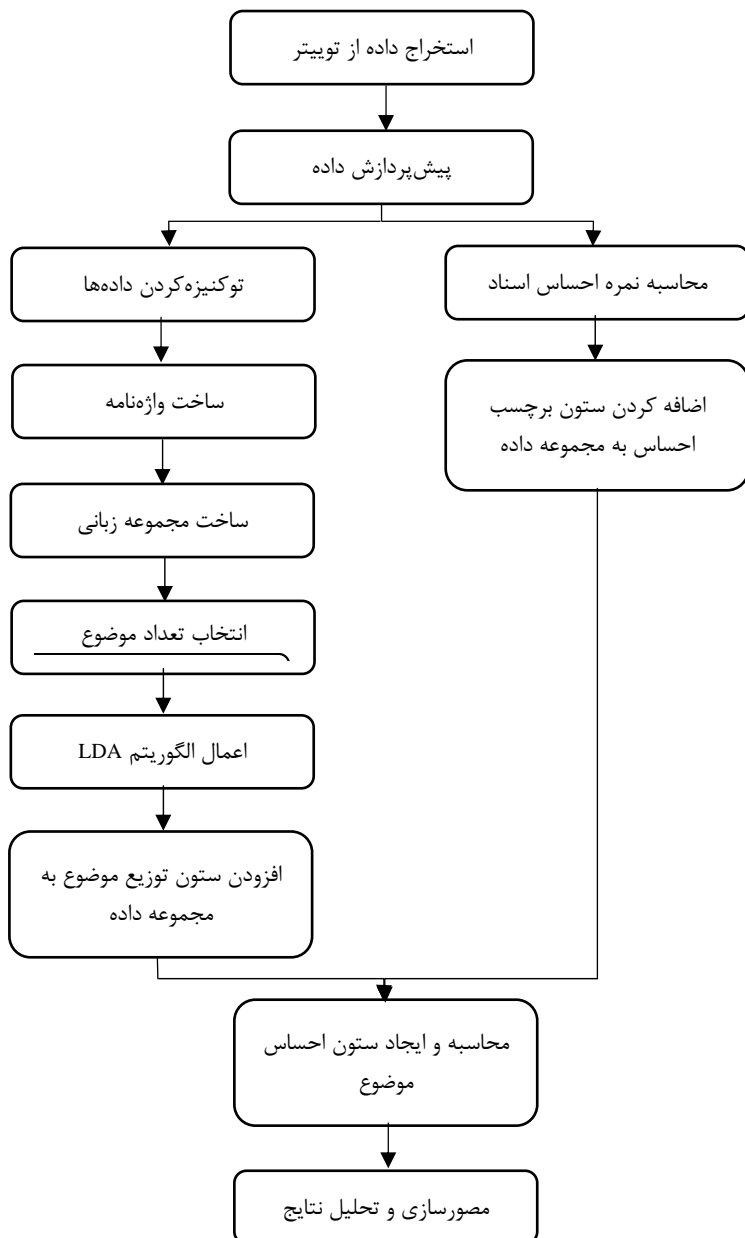 استخراج داده از توییتر
پیش‌پردازش داده
محاسبه نمره احساس اسناد
اضافه کردن ستون برچسب
احساس به مجموعه داده
توکنیزه‌کردن داده‌ها
ساخت واژه‌نامه
ساخت مجموعه زبانی
انتخاب تعداد موضوع
اعمال الگوریتم LDA
افزودن ستون توزیع موضوع به
مجموعه داده
محاسبه و ایجاد ستون احساس
موضوع
مصورسازی و تحلیل نتایج